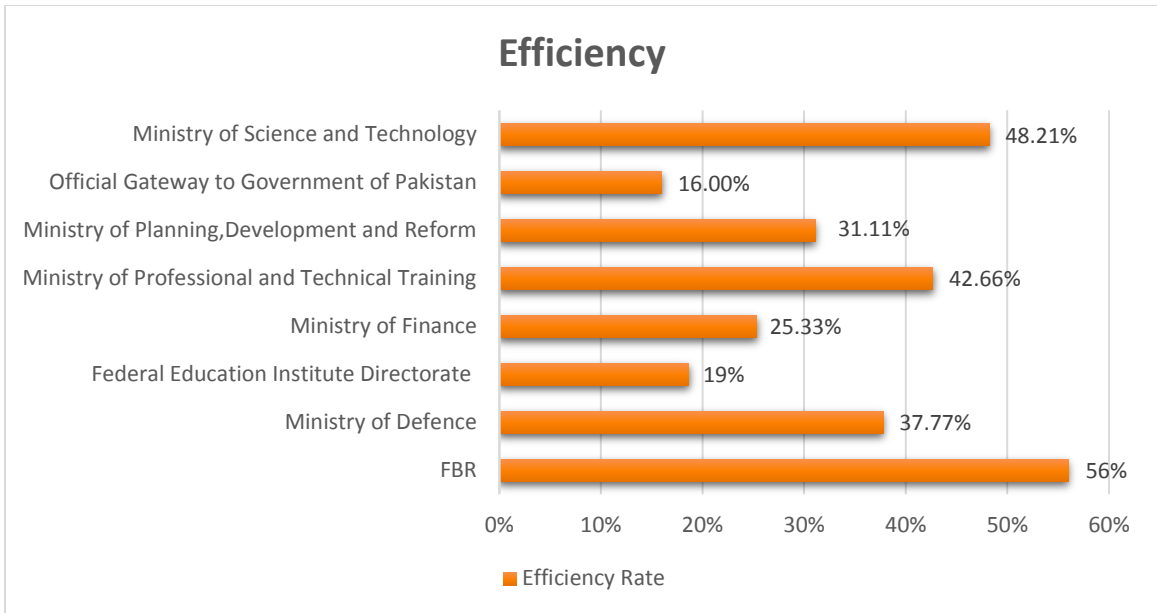 Efficiency
Ministry of Science and Technology 48.21%
Official Gateway to Government of Pakistan 16.00%
Ministry of Planning,Development and Reform 31.11%
Ministry of Professional and Technical Training 42.66%
Ministry of Finance 25.33%
Federal Education Institute Directorate 19%
Ministry of Defence 37.77%
FBR 56%
0% 10% 20% 30% 40% 50% 60%
Efficiency Rate